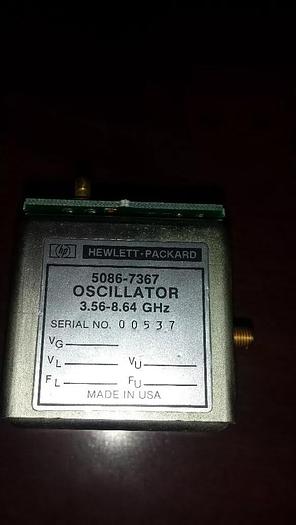 hp HEWLETT•PACKARD
5086-7367
OSCILLATOR
3.56-8.64 GHz
SERIAL NO. 00537
VG
VL VU
FL FU
MADE IN USA